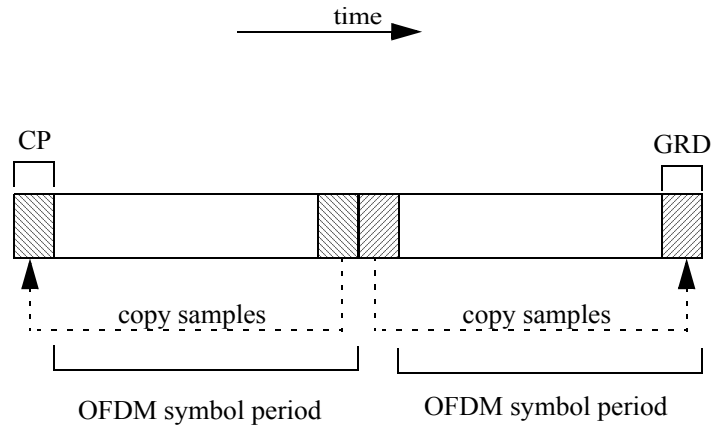 time
CP
GRD
copy samples
copy samples
OFDM symbol period
OFDM symbol period